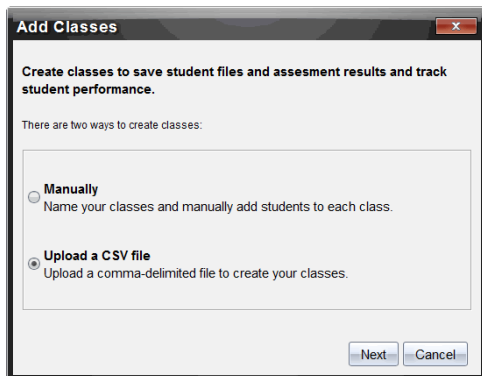 Add Classes
x
Create classes to save student files and assesment results and track
student performance.
There are two ways to create classes:
Manually
Name your classes and manually add students to each class.
Upload a CSV file
Upload a comma-delimited file to create your classes.
Next Cancel